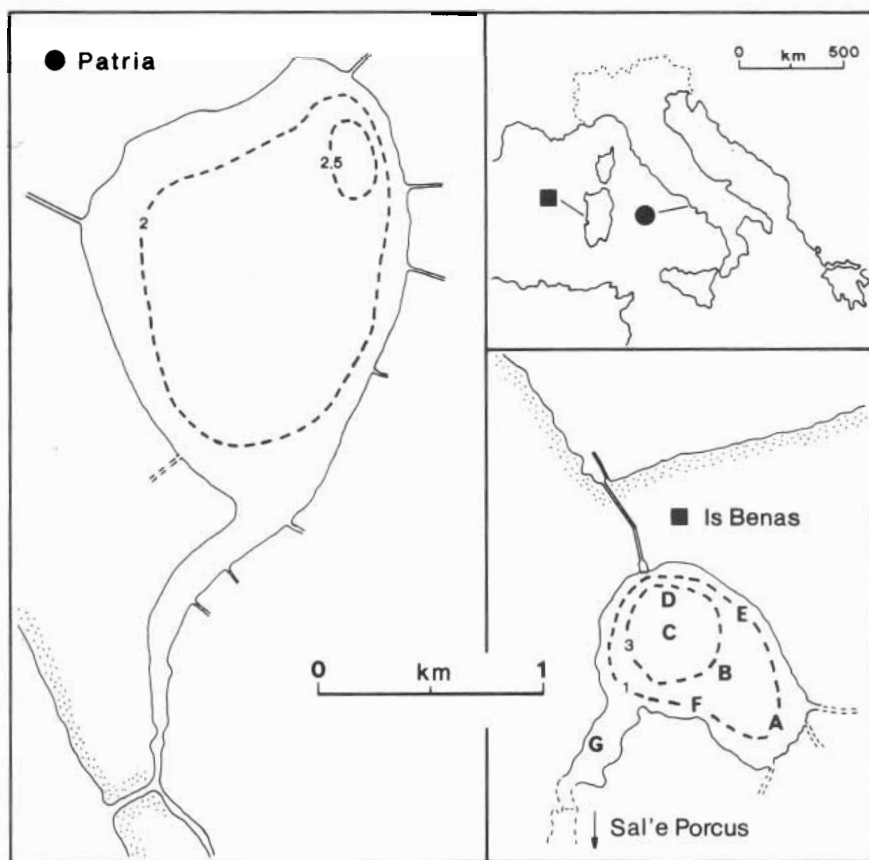 ● Patria
2,5
2
0 km 1
0 km 500
■ Is Benas
D
E
C
3
B
1
F
A
G
↓ Sal'e Porcus